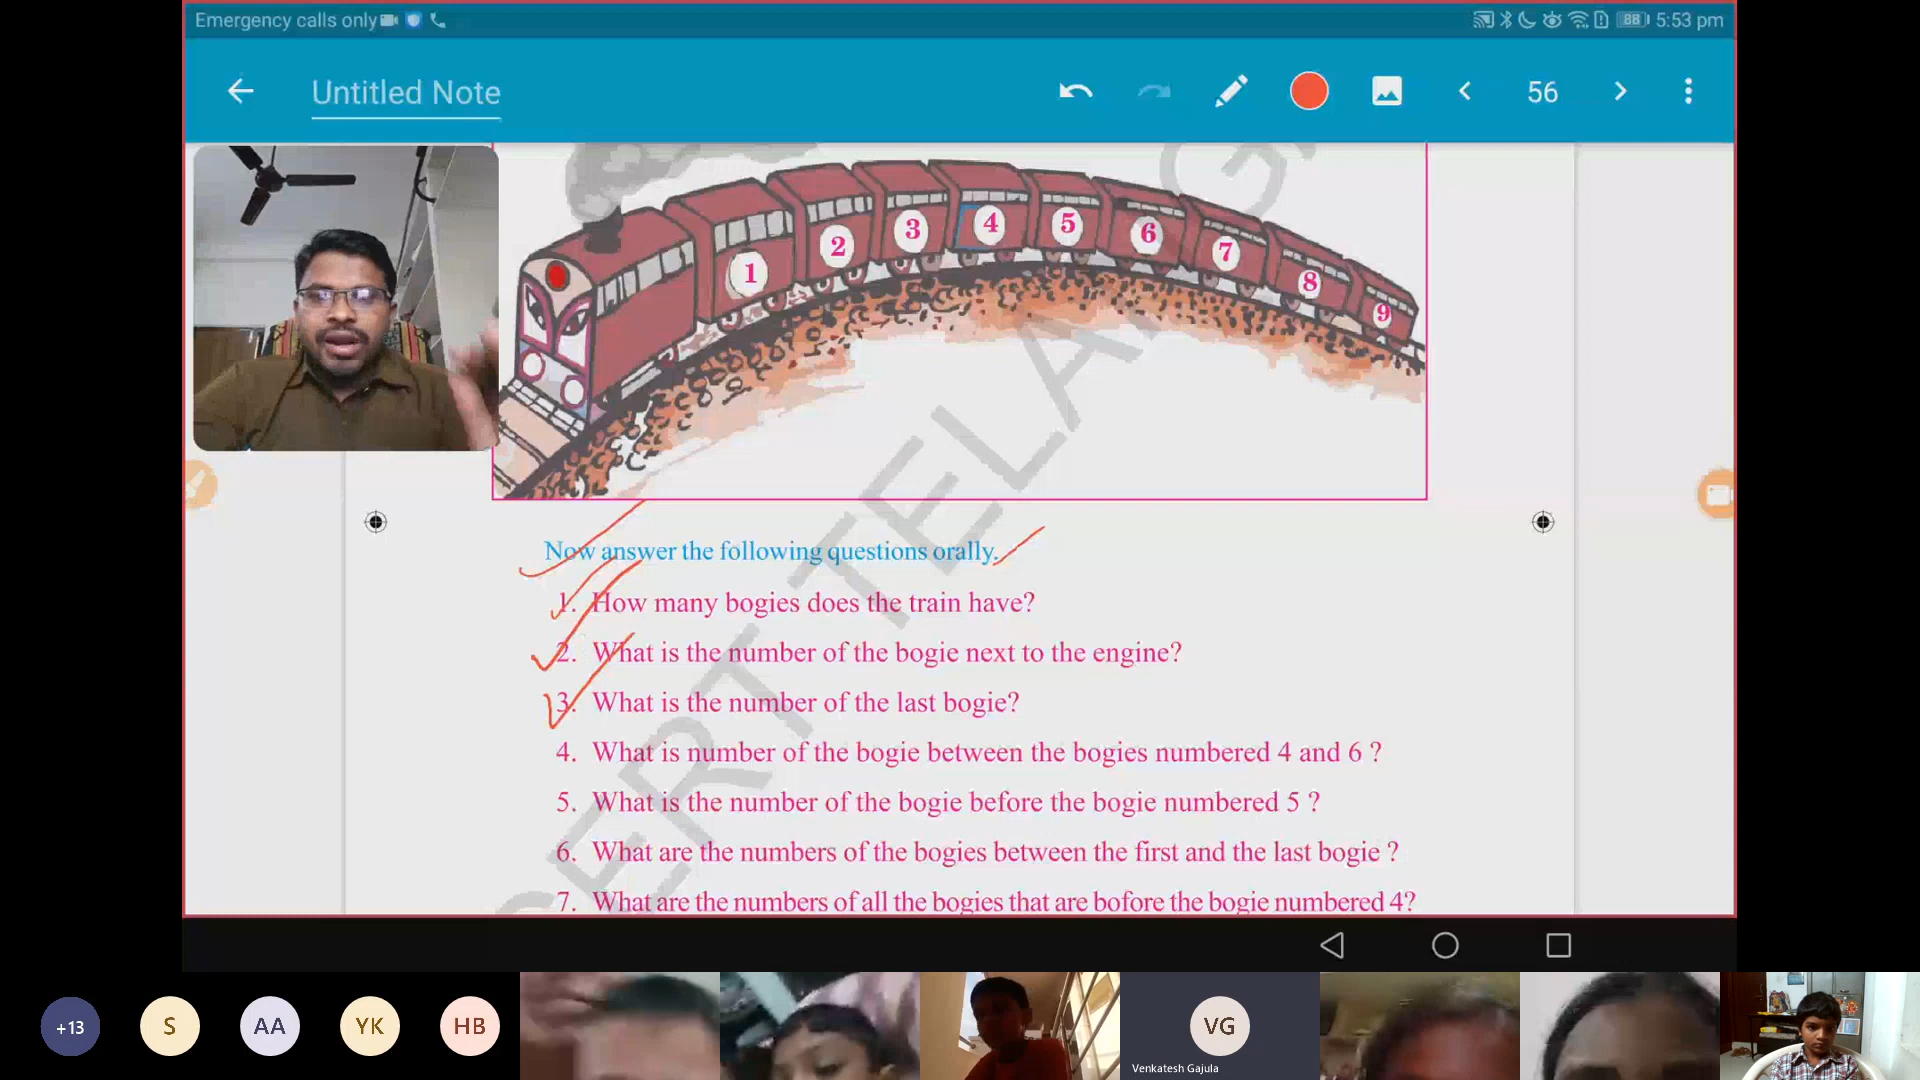 Emergency calls only
88 5:53 pm
Untitled Note
56
1 2 3 4 5 6 7 8 9
Now answer the following questions orally.
1. How many bogies does the train have?
2. What is the number of the bogie next to the engine?
3. What is the number of the last bogie?
4. What is number of the bogie between the bogies numbered 4 and 6 ?
5. What is the number of the bogie before the bogie numbered 5 ?
6. What are the numbers of the bogies between the first and the last bogie ?
7. What are the numbers of all the bogies that are bofore the bogie numbered 4?
+13 S AA YK HB VG
Venkatesh Gajula